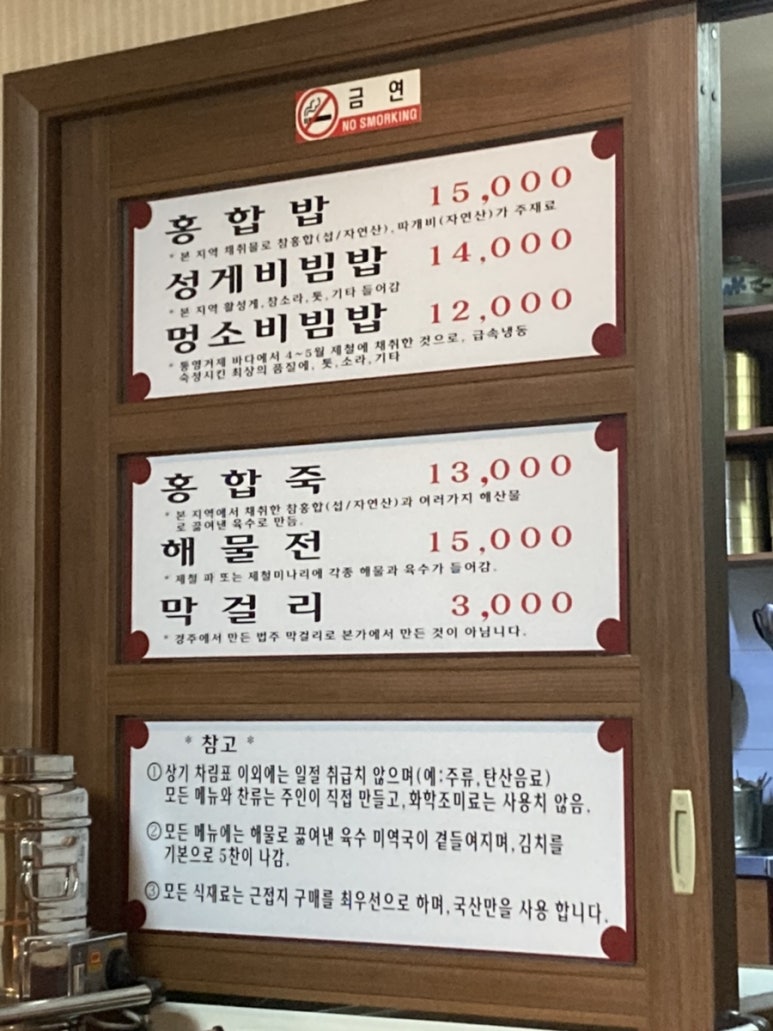 금 연
NO SMORKING
홍 합 밥 15,000
* 본 지역 채취물로 참홍합(섭/자연산),따개비(자연산)가 주재료
성게비빔밥 14,000
* 본 지역 활성게,참소라,톳,기타 들어감
멍소비빔밥 12,000
* 통영거제 바다에서 4~5월 제철에 채취한 것으로, 급속냉동
숙성시킨 최상의 품질에, 톳,소라,기타
홍 합 죽 13,000
* 본 지역에서 채취한 참홍합(섭/자연산)과 여러가지 해산물
로 끓여낸 육수로 만듬.
해 물 전 15,000
* 제철 파 또는 제철미나리에 각종 해물과 육수가 들어감.
막 걸 리 3,000
* 경주에서 만든 법주 막걸리로 본가에서 만든 것이 아닙니다.
* 참고 *
①상기 차림표 이외에는 일절 취급치 않으며(예:주류,탄산음료)
모든 메뉴와 찬류는 주인이 직접 만들고,화학조미료는 사용치 않음.
②모든 메뉴에는 해물로 끓여낸 육수 미역국이 곁들여지며,김치를
기본으로 5찬이 나감.
③모든 식재료는 근접지 구매를 최우선으로 하며,국산만을 사용 합니다.